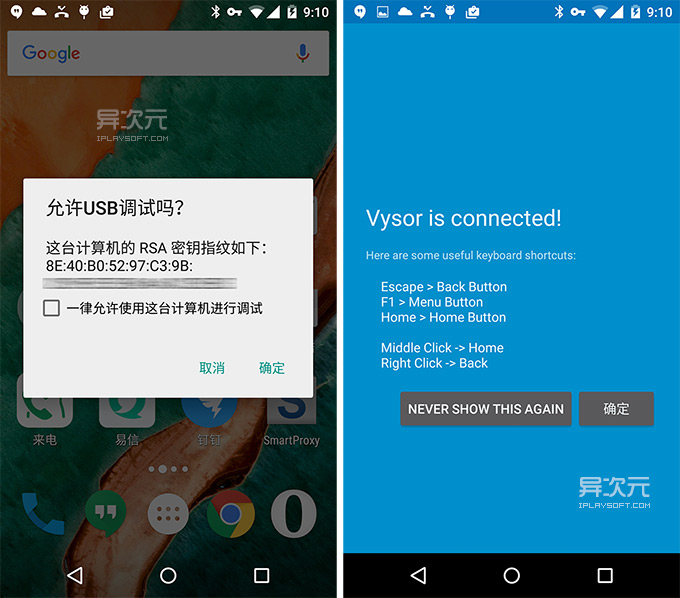 9:10
Google
异次元
IPLAYSOFT.COM
允许USB调试吗？
这台计算机的 RSA 密钥指纹如下：
8E:40:B0:52:97:C3:9B:
一律允许使用这台计算机进行调试
取消
确定
来电
易信
钉钉
S
SmartProxy
9:10
Vysor is connected!
Here are some useful keyboard shortcuts:
Escape > Back Button
F1 > Menu Button
Home > Home Button
Middle Click -> Home
Right Click -> Back
NEVER SHOW THIS AGAIN
确定
异次元
IPLAYSOFT.COM